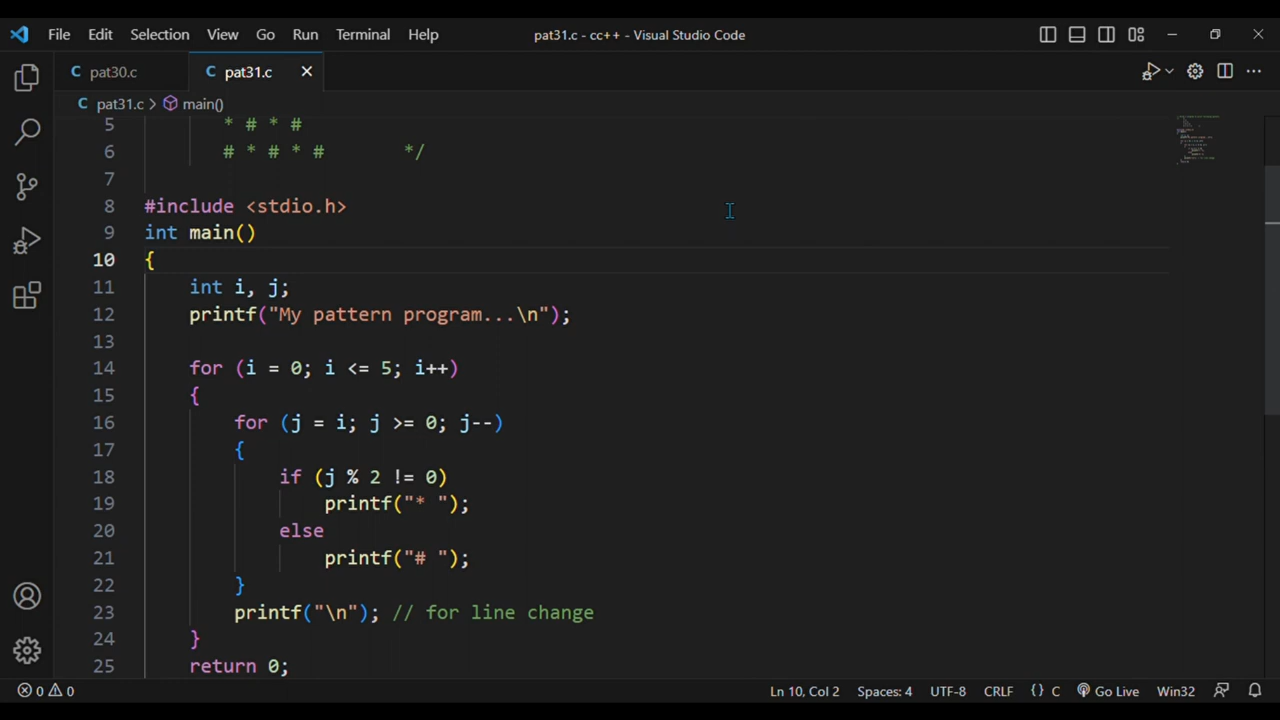 File Edit Selection View Go Run Terminal Help pat31.c - cc++ - Visual Studio Code
C pat30.c C pat31.c
C pat31.c > main()
5 * # * #
6 # * # * # */
7
8 #include <stdio.h>
9 int main()
10 {
11 int i, j;
12 printf("My pattern program...\n");
13
14 for (i = 0; i <= 5; i++)
15 {
16 for (j = i; j >= 0; j--)
17 {
18 if (j % 2 != 0)
19 printf("* ");
20 else
21 printf("# ");
22 }
23 printf("\n"); // for line change
24 }
25 return 0;
0 0 Ln 10, Col 2 Spaces: 4 UTF-8 CRLF {} C Go Live Win32